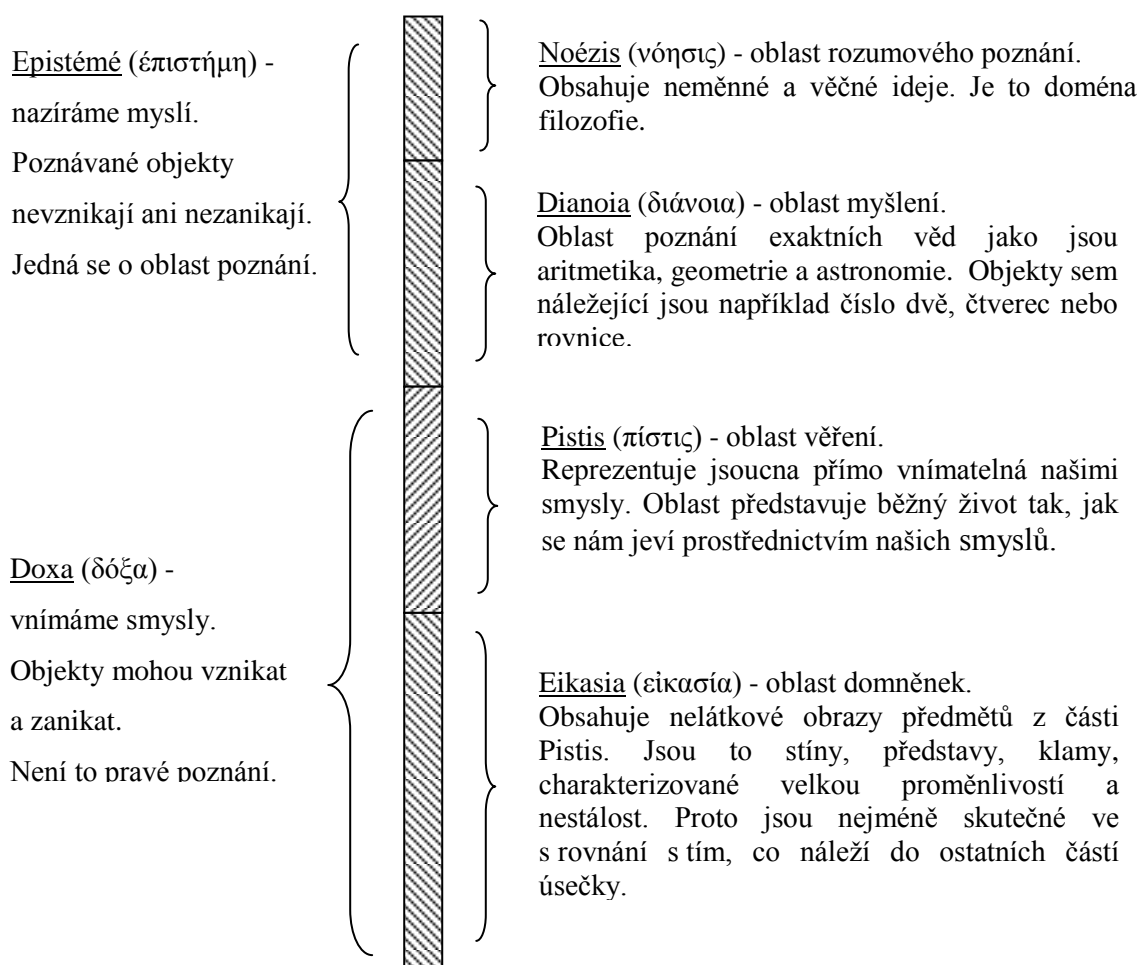 Epistémé (έπιστήμη) -
nazíráme myslí.
Poznávané objekty
nevznikají ani nezanikají.
Jedná se o oblast poznání.
Noézis (νόησις) - oblast rozumového poznání.
Obsahuje neměnné a věčné ideje. Je to doména
filozofie.
Dianoia (διάνοια) - oblast myšlení.
Oblast poznání exaktních věd jako jsou
aritmetika, geometrie a astronomie. Objekty sem
náležející jsou například číslo dvě, čtverec nebo
rovnice.
Doxa (δόξα) -
vnímáme smysly.
Objekty mohou vznikat
a zanikat.
Není to pravé poznání.
Pistis (πίστις) - oblast věření.
Reprezentuje jsoucna přímo vnímatelná našimi
smysly. Oblast představuje běžný život tak, jak
se nám jeví prostřednictvím našich smyslů.
Eikasia (εἰκασία) - oblast domněnek.
Obsahuje nelátkové obrazy předmětů z části
Pistis. Jsou to stíny, představy, klamy,
charakterizované velkou proměnlivostí a
nestálost. Proto jsou nejméně skutečné ve
s rovnání s tím, co náleží do ostatních částí
úsečky.